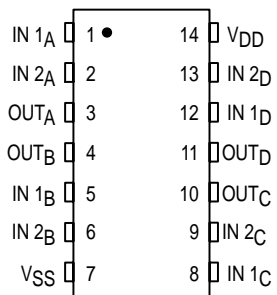 IN 1A 1 14 VDD
IN 2A 2 13 IN 2D
OUTA 3 12 IN 1D
OUTB 4 11 OUTD
IN 1B 5 10 OUTC
IN 2B 6 9 IN 2C
VSS 7 8 IN 1C